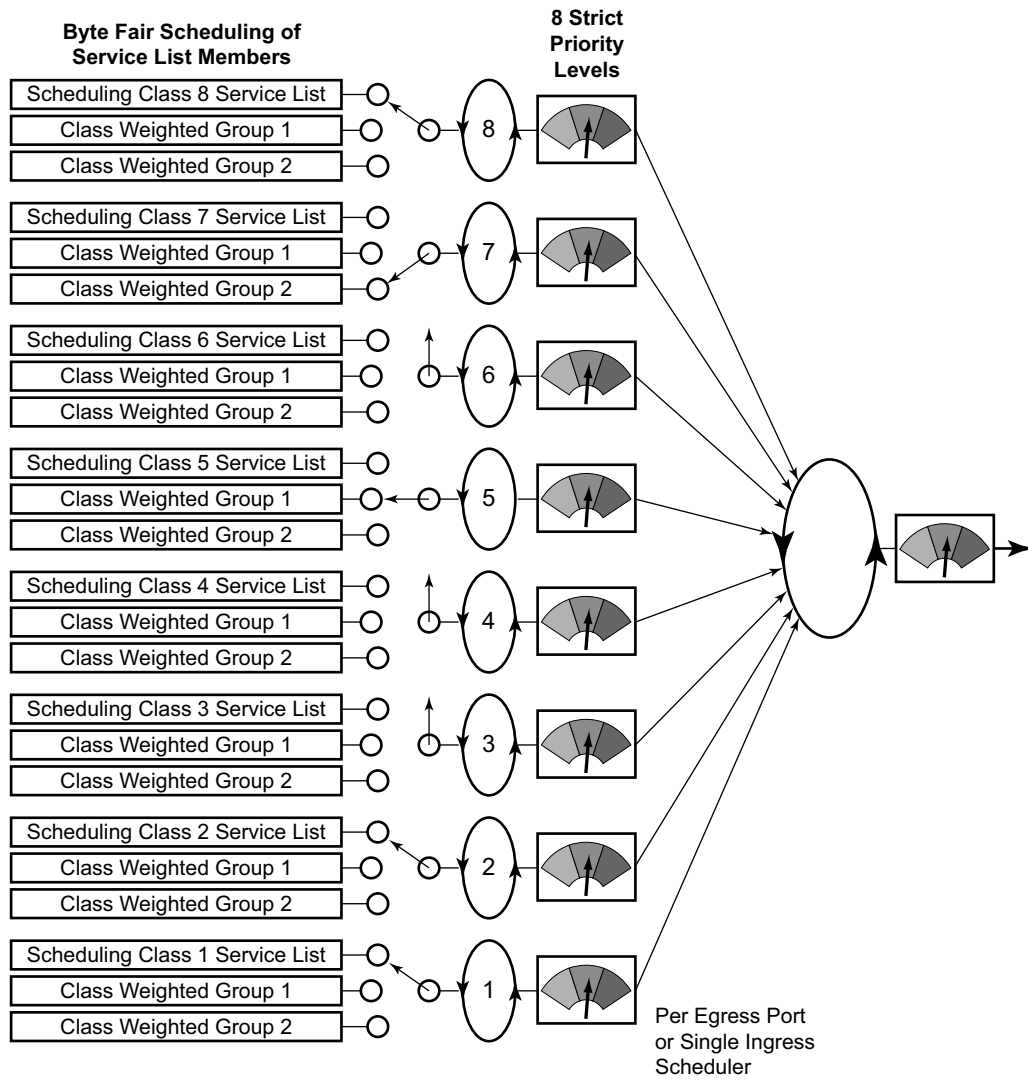 Byte Fair Scheduling of
Service List Members
8 Strict
Priority
Levels
Scheduling Class 8 Service List
Class Weighted Group 1
Class Weighted Group 2
8
Scheduling Class 7 Service List
Class Weighted Group 1
Class Weighted Group 2
7
Scheduling Class 6 Service List
Class Weighted Group 1
Class Weighted Group 2
6
Scheduling Class 5 Service List
Class Weighted Group 1
Class Weighted Group 2
5
Scheduling Class 4 Service List
Class Weighted Group 1
Class Weighted Group 2
4
Scheduling Class 3 Service List
Class Weighted Group 1
Class Weighted Group 2
3
Scheduling Class 2 Service List
Class Weighted Group 1
Class Weighted Group 2
2
Scheduling Class 1 Service List
Class Weighted Group 1
Class Weighted Group 2
1
Per Egress Port
or Single Ingress
Scheduler